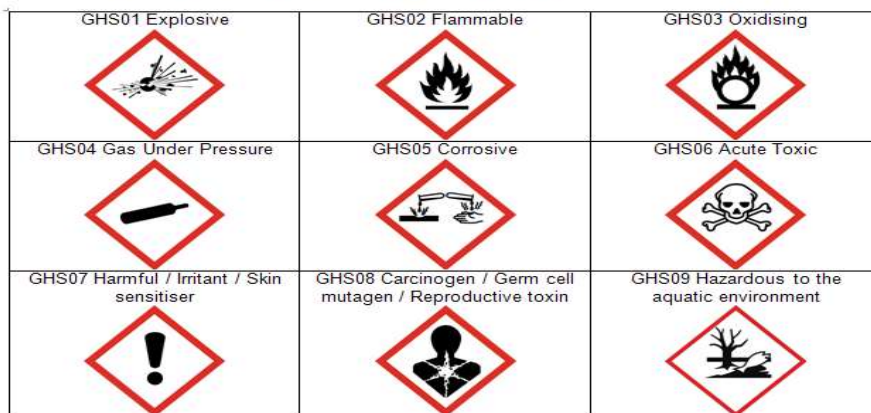 GHS01 Explosive
GHS02 Flammable
GHS03 Oxidising
GHS04 Gas Under Pressure
GHS05 Corrosive
GHS06 Acute Toxic
GHS07 Harmful / Irritant / Skin
sensitiser
GHS08 Carcinogen / Germ cell
mutagen / Reproductive toxin
GHS09 Hazardous to the
aquatic environment